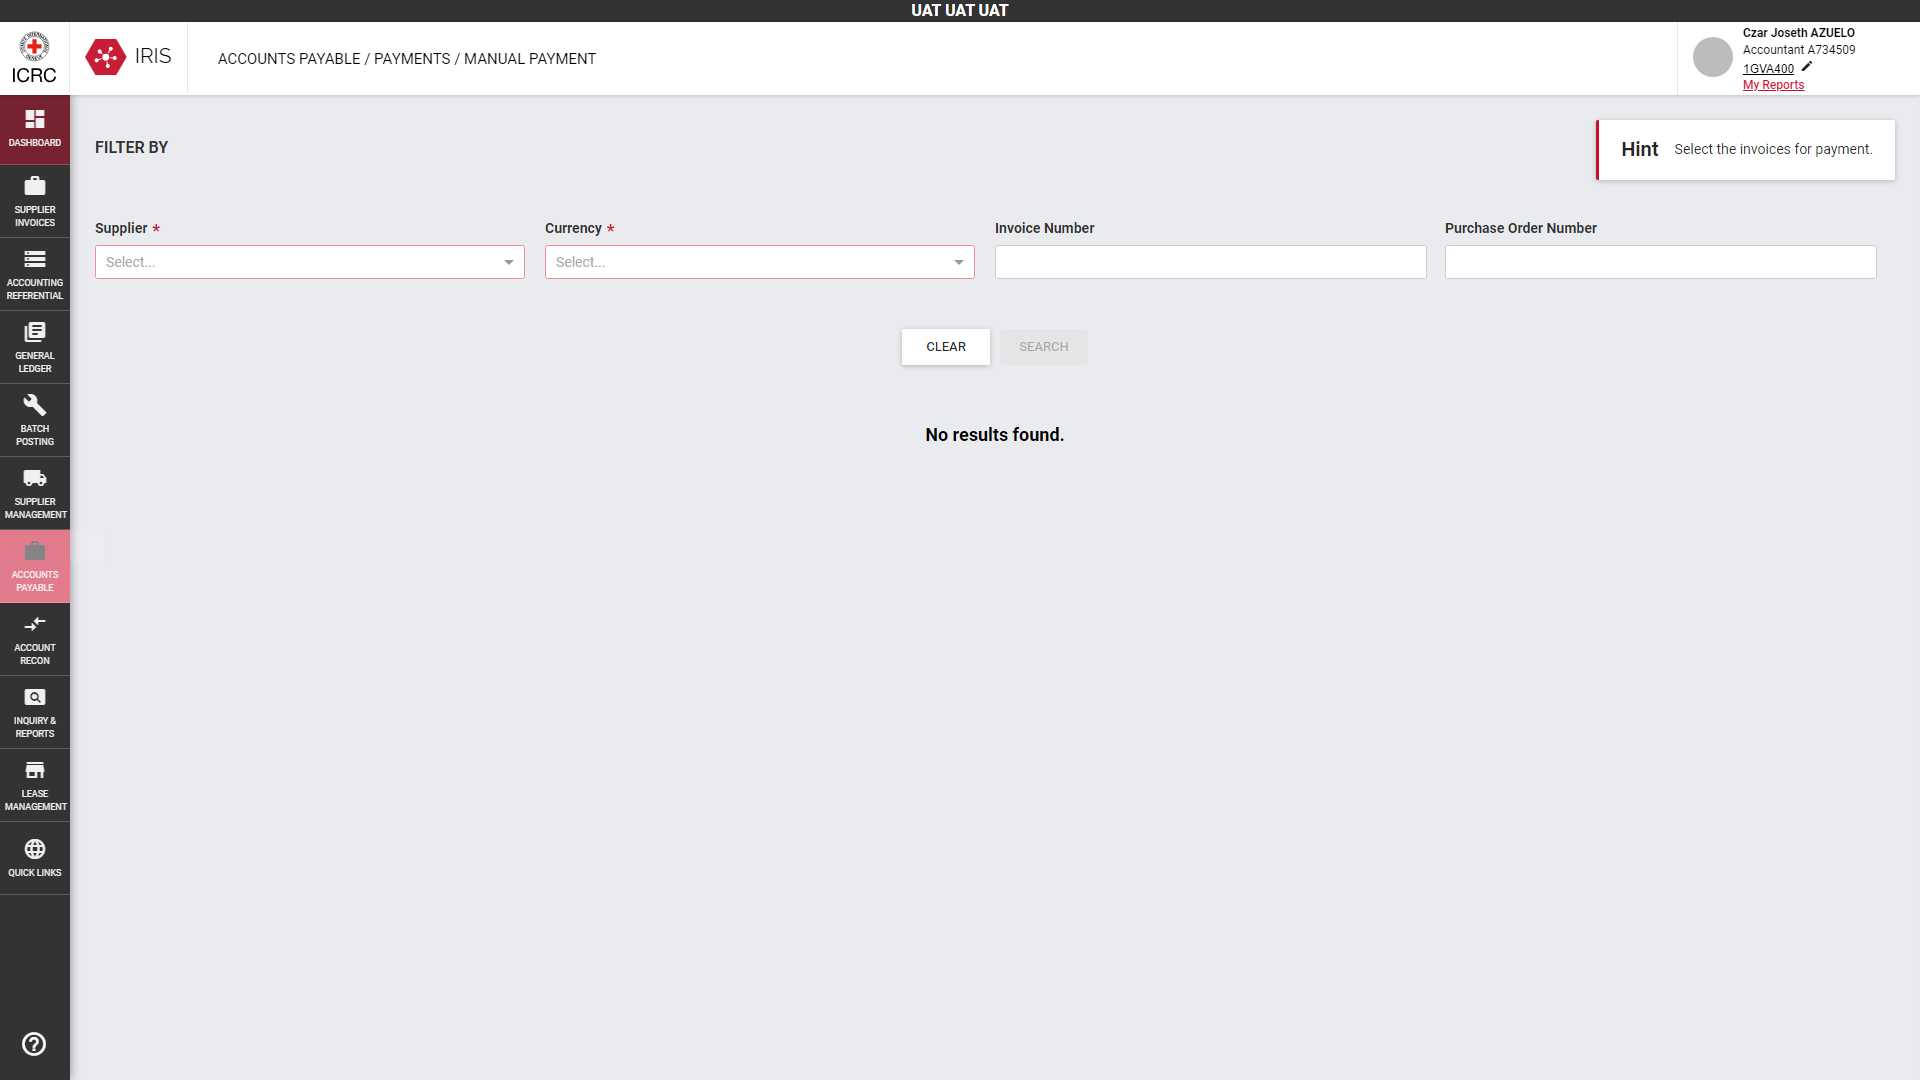 UAT UAT UAT
ICRC
IRIS
ACCOUNTS PAYABLE / PAYMENTS / MANUAL PAYMENT
Czar Joseth AZUELO
Accountant A734509
1GVA400
My Reports
DASHBOARD
SUPPLIER
INVOICES
ACCOUNTING
REFERENTIAL
GENERAL
LEDGER
BATCH
POSTING
SUPPLIER
MANAGEMENT
ACCOUNTS
PAYABLE
ACCOUNT
RECON
INQUIRY &
REPORTS
LEASE
MANAGEMENT
QUICK LINKS
FILTER BY
Hint Select the invoices for payment.
Supplier * Currency * Invoice Number Purchase Order Number
Select... Select...
CLEAR SEARCH
No results found.